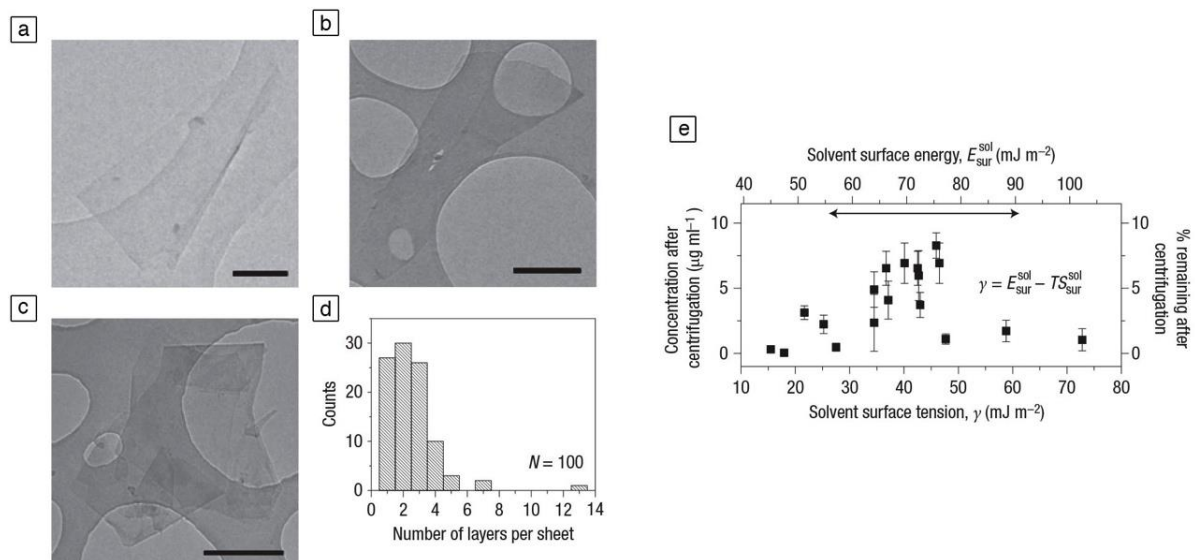 a
b
c
d
30
20
10
0
Counts
N = 100
0 2 4 6 8 10 12 14
Number of layers per sheet
e
Solvent surface energy, E_sur^sol (mJ m⁻²)
40 50 60 70 80 90 100
10
5
0
Concentration after
centrifugation (µg ml⁻¹)
γ = E_sur^sol − TS_sur^sol
10
5
0
% remaining after
centrifugation
10 20 30 40 50 60 70 80
Solvent surface tension, γ (mJ m⁻²)